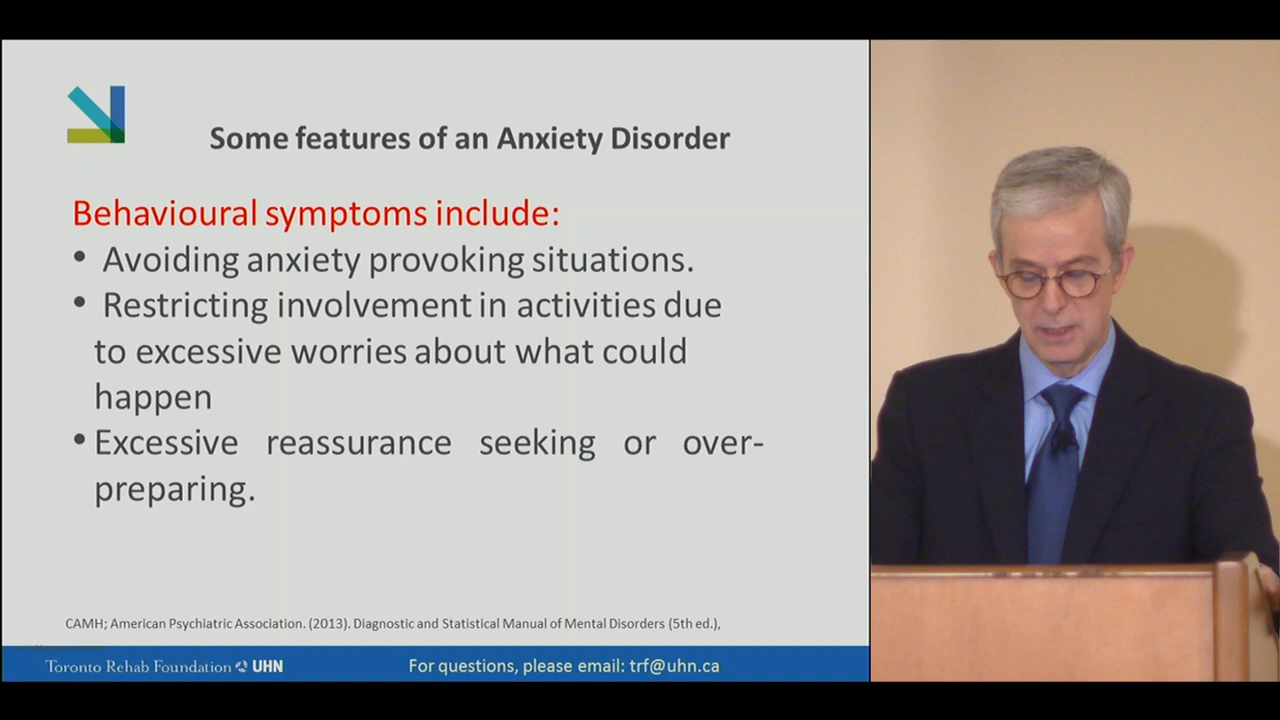 Some features of an Anxiety Disorder
Behavioural symptoms include:
• Avoiding anxiety provoking situations.
• Restricting involvement in activities due
to excessive worries about what could
happen
• Excessive reassurance seeking or over-
preparing.
CAMH; American Psychiatric Association. (2013). Diagnostic and Statistical Manual of Mental Disorders (5th ed.),
Toronto Rehab Foundation UHN
For questions, please email: trf@uhn.ca